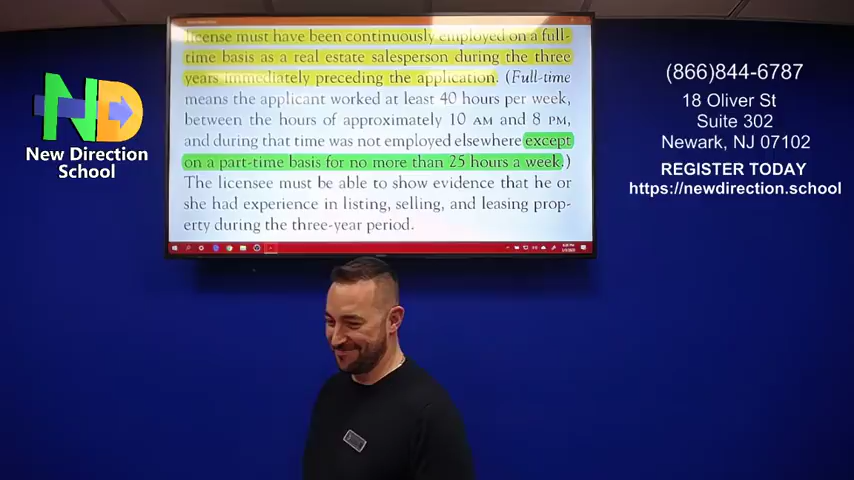 license must have been continuously employed on a full-
time basis as a real estate salesperson during the three
years immediately preceding the application. (Full-time
means the applicant worked at least 40 hours per week,
between the hours of approximately 10 AM and 8 PM,
and during that time was not employed elsewhere except
on a part-time basis for no more than 25 hours a week.)
The licensee must be able to show evidence that he or
she had experience in listing, selling, and leasing prop-
erty during the three-year period.
ND
New Direction
School
(866)844-6787
18 Oliver St
Suite 302
Newark, NJ 07102
REGISTER TODAY
https://newdirection.school